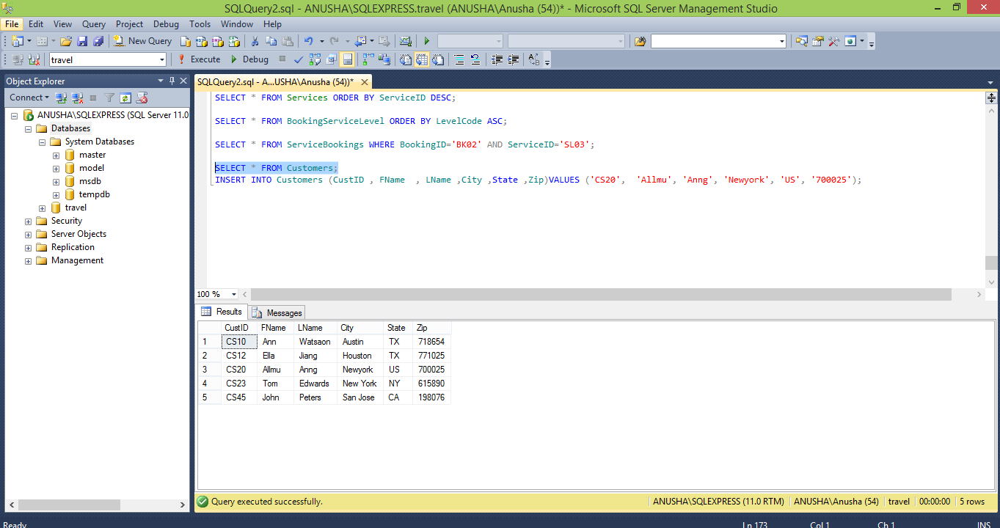 SQLQuery2.sql - ANUSHA\SQLEXPRESS.travel (ANUSHA\Anusha (54))* - Microsoft SQL Server Management Studio
File Edit View Query Project Debug Tools Window Help
New Query
travel Execute Debug
Object Explorer
Connect
ANUSHA\SQLEXPRESS (SQL Server 11.0
Databases
System Databases
master
model
msdb
tempdb
travel
Security
Server Objects
Replication
Management
SQLQuery2.sql - A...USHA\Anusha (54))*
SELECT * FROM Services ORDER BY ServiceID DESC;
SELECT * FROM BookingServiceLevel ORDER BY LevelCode ASC;
SELECT * FROM ServiceBookings WHERE BookingID='BK02' AND ServiceID='SL03';
SELECT * FROM Customers;
INSERT INTO Customers (CustID , FName  , LName ,City ,State ,Zip)VALUES ('CS20',  'Allmu', 'Anng', 'Newyork', 'US', '700025');
100 %
Results Messages
CustID FName LName City State Zip
1 CS10 Ann Watsaon Austin TX 718654
2 CS12 Ella Jiang Houston TX 771025
3 CS20 Allmu Anng Newyork US 700025
4 CS23 Tom Edwards New York NY 615890
5 CS45 John Peters San Jose CA 198076
Query executed successfully. ANUSHA\SQLEXPRESS (11.0 RTM) ANUSHA\Anusha (54) travel 00:00:00 5 rows
Ready Ln 173 Col 1 Ch 1 INS